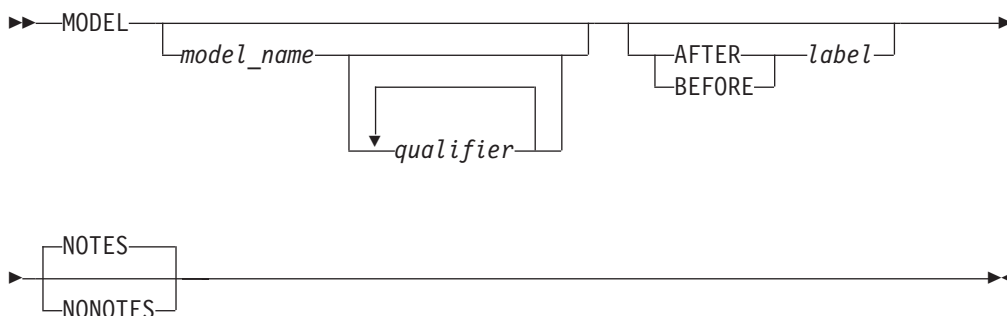 MODEL
model_name
qualifier
AFTER label
BEFORE
NOTES
NONOTES